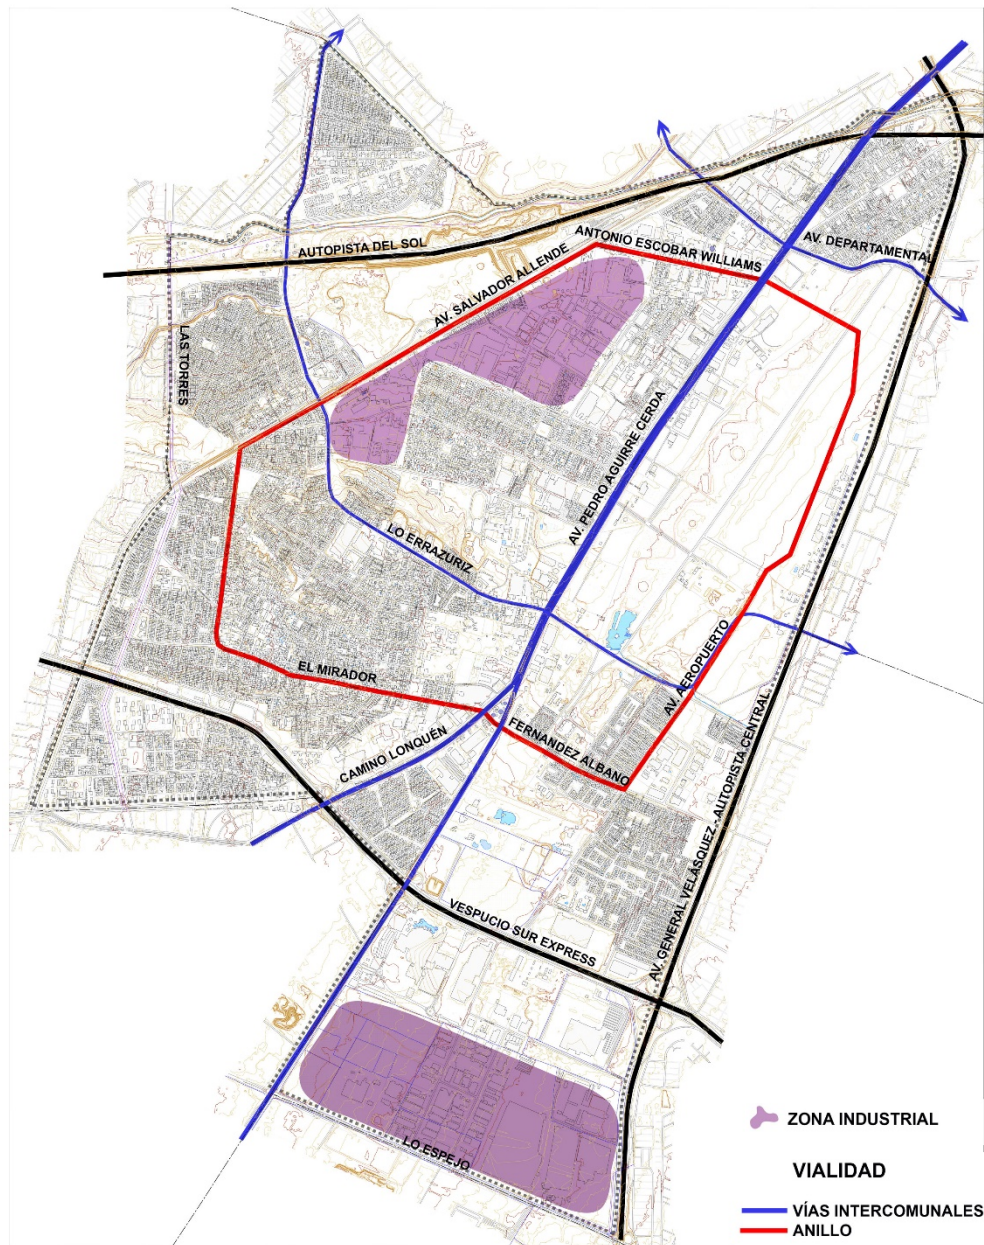 AV. DEPARTAMENTAL
ANTONIO ESCOBAR WILLIAMS
AUTOPISTA DEL SOL
AV. SALVADOR ALLENDE
LAS TORRES
AV. PEDRO AGUIRRE CERDA
LO ERRAZURIZ
AV. AEROPUERTO
EL MIRADOR
FERNANDEZ ALBANO
CAMINO LONQUÉN
AV. GENERAL VELÁSQUEZ - AUTOPISTA CENTRAL
VESPUCIO SUR EXPRESS
LO ESPEJO
ZONA INDUSTRIAL
VIALIDAD
VÍAS INTERCOMUNALES
ANILLO